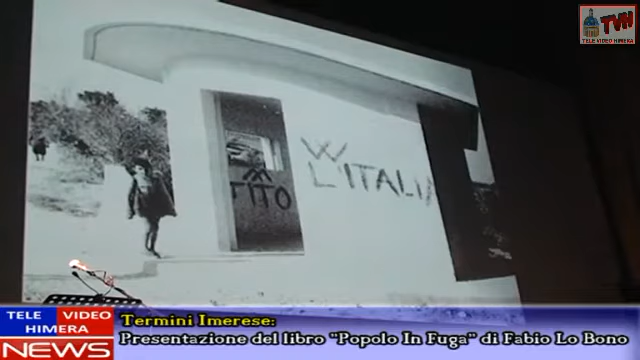 TVH
TELE VIDEO HIMERA
W
L'ITALIA
TITO
TELE VIDEO
HIMERA
NEWS
Termini Imerese:
Presentazione del libro "Popolo In Fuga" di Fabio Lo Bono